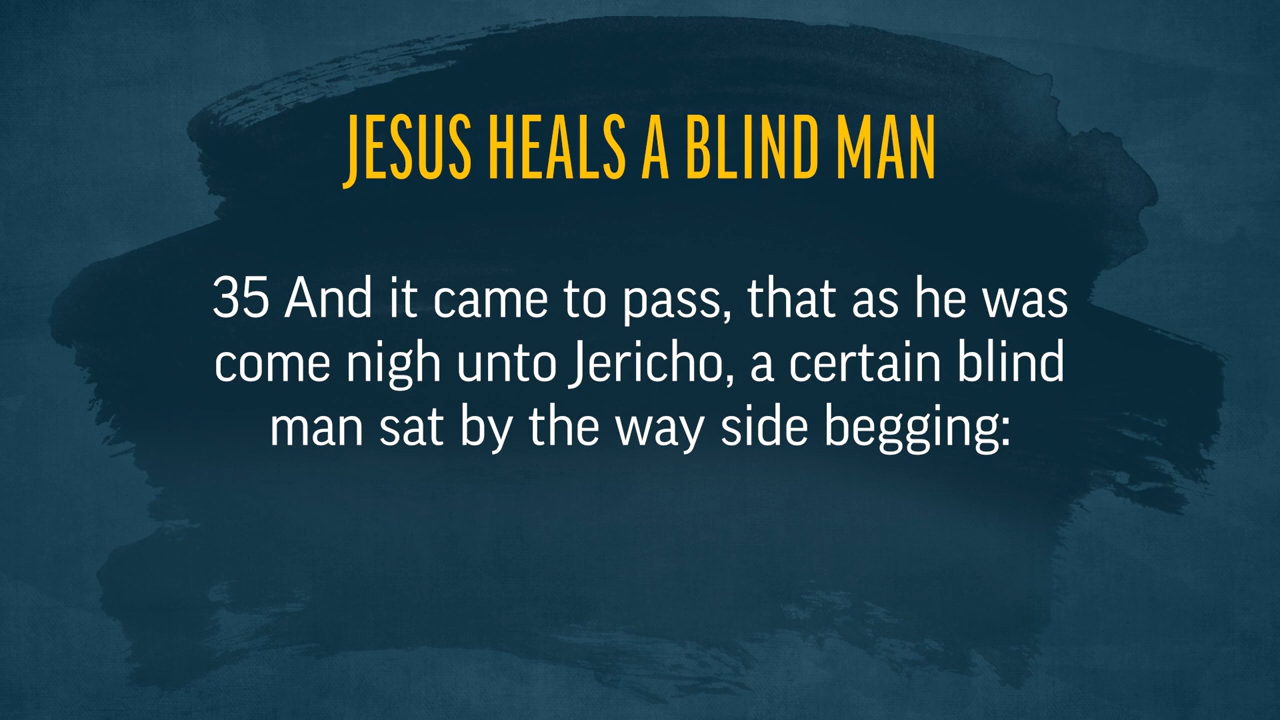 JESUS HEALS A BLIND MAN
35 And it came to pass, that as he was
come nigh unto Jericho, a certain blind
man sat by the way side begging: